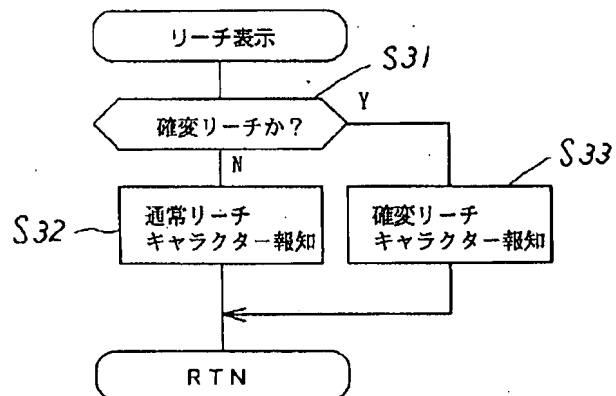 リーチ表示
S31
確変リーチか?
Y
N
S33
S32
通常リーチ
キャラクター報知
確変リーチ
キャラクター報知
RTN